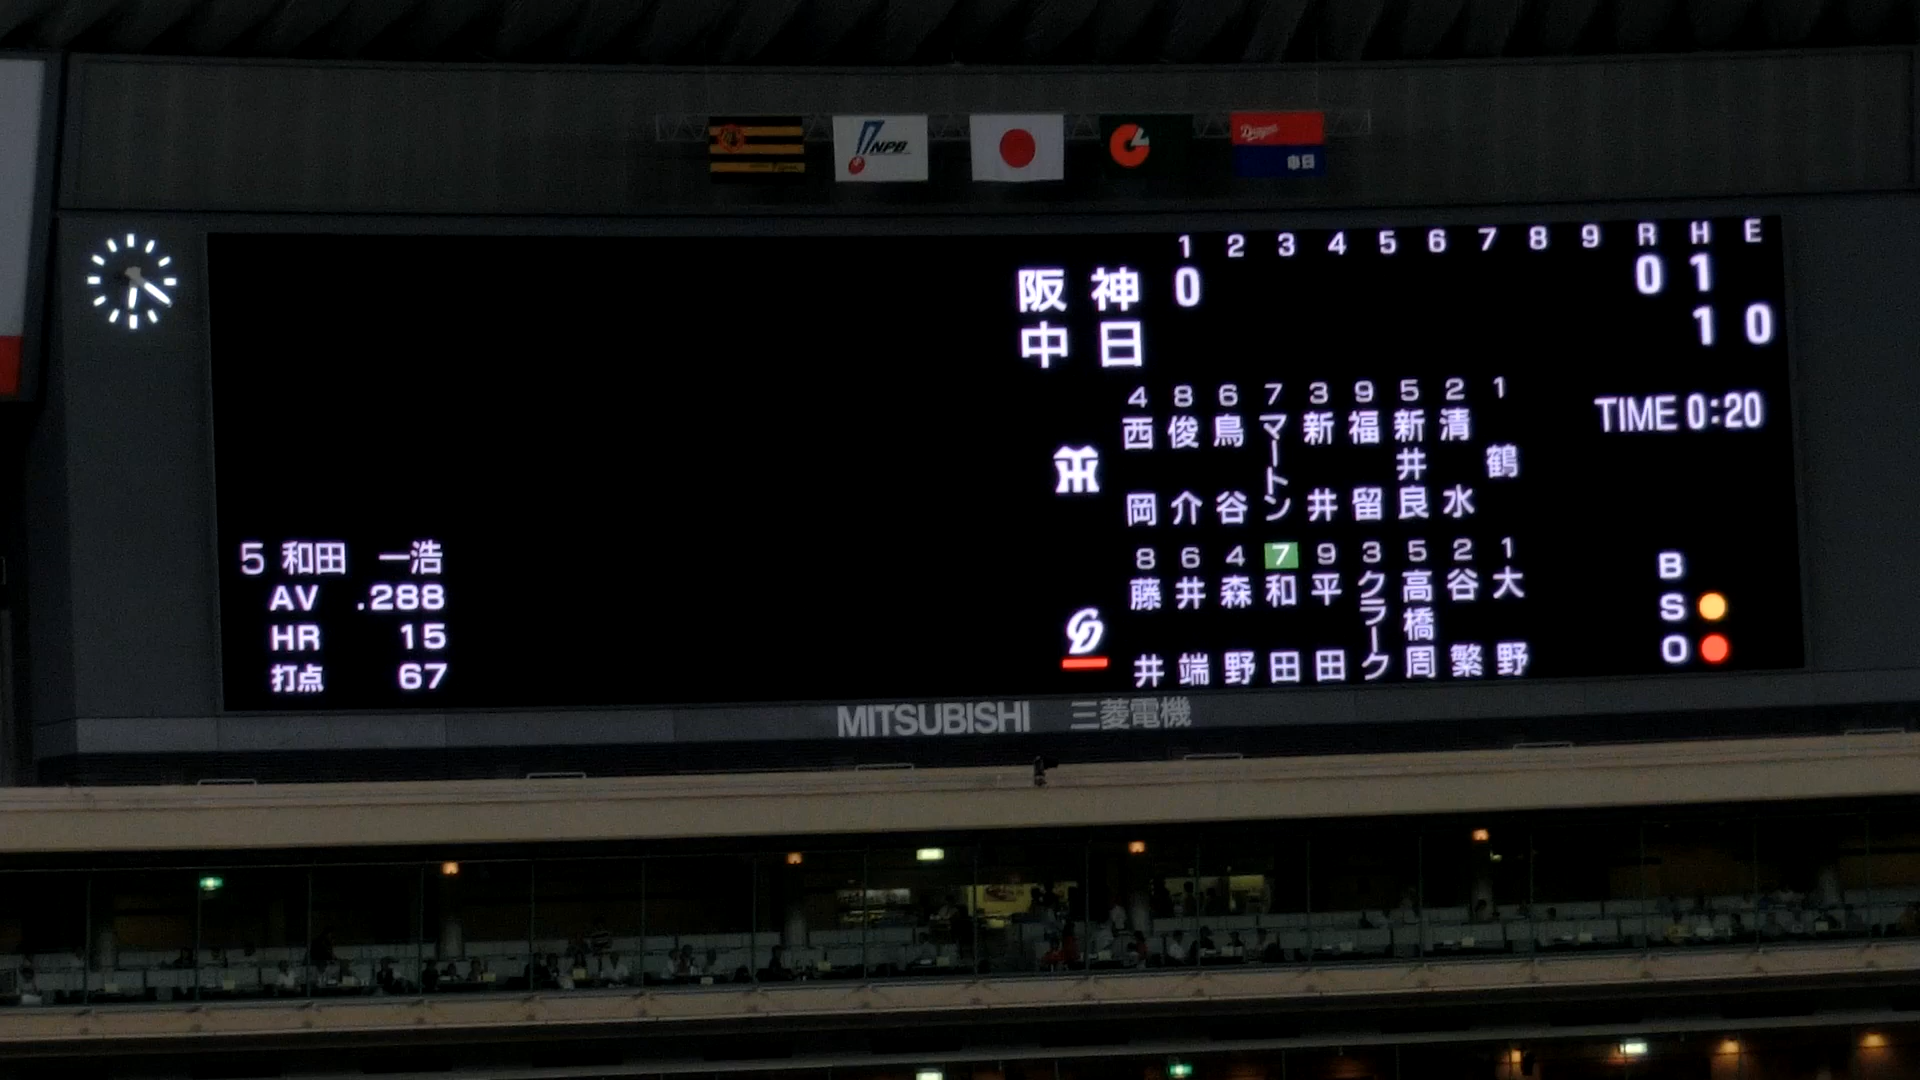 NPB
Dragons
中日
1 2 3 4 5 6 7 8 9 R H E
阪神 0 0 1
中日 1 0
4 8 6 7 3 9 5 2 1
西岡 俊介 鳥谷 マートン 新井 福留 新井良 清水 鶴
TIME 0:20
8 6 4 7 9 3 5 2 1
藤井 井端 森野 和田 平田 クラーク 高橋周 谷繁 大野
5 和田 一浩
AV .288
HR 15
打点 67
B
S
O
MITSUBISHI 三菱電機